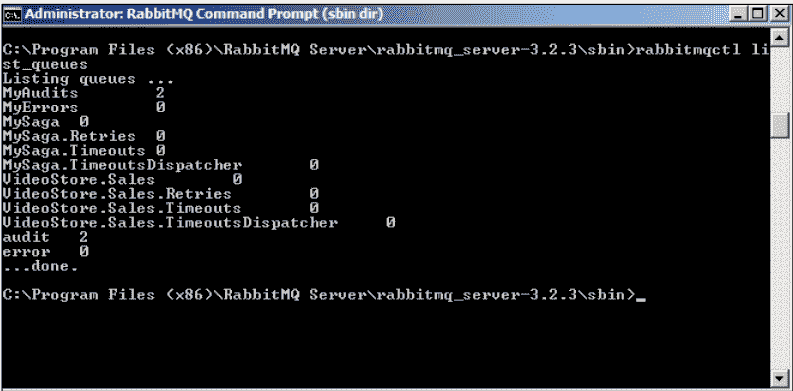 Administrator: RabbitMQ Command Prompt (sbin dir)
C:\Program Files (x86)\RabbitMQ Server\rabbitmq_server-3.2.3\sbin>rabbitmqctl li
st_queues
Listing queues ...
MyAudits 2
MyErrors 0
MySaga 0
MySaga.Retries 0
MySaga.Timeouts 0
MySaga.TimeoutsDispatcher 0
VideoStore.Sales 0
VideoStore.Sales.Retries 0
VideoStore.Sales.Timeouts 0
VideoStore.Sales.TimeoutsDispatcher 0
audit 2
error 0
...done.
C:\Program Files (x86)\RabbitMQ Server\rabbitmq_server-3.2.3\sbin>_